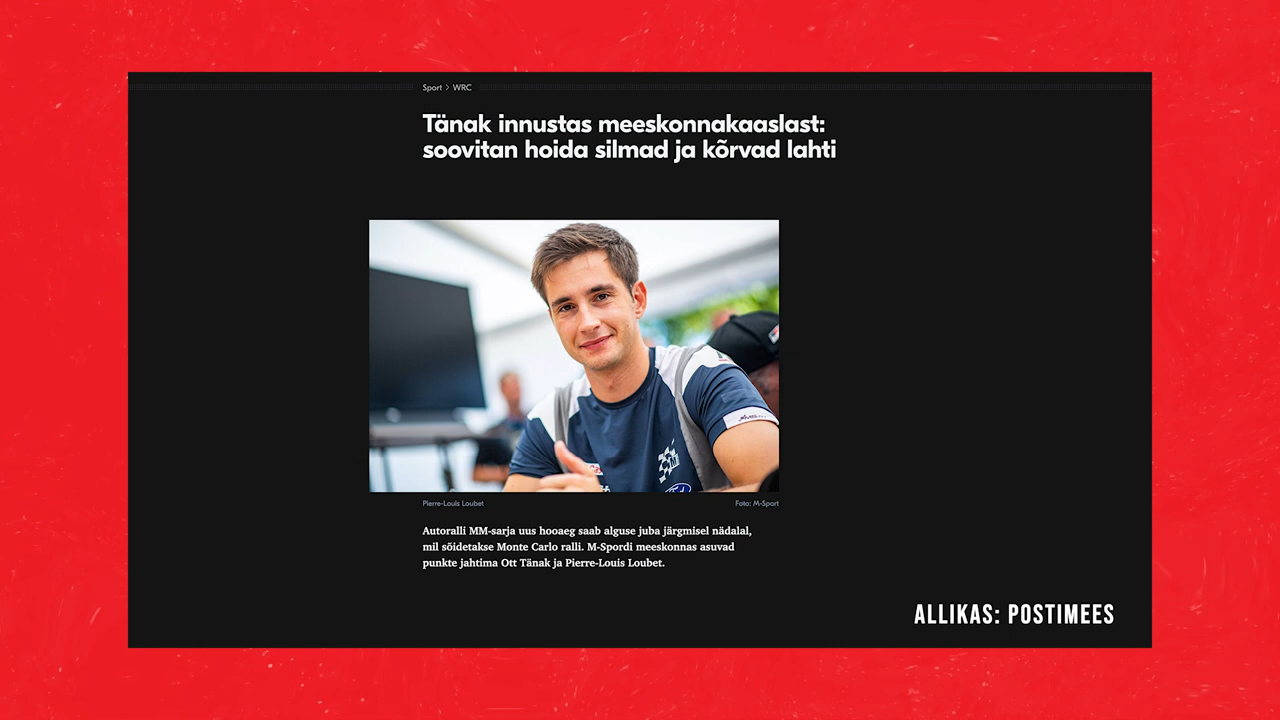 Sport > WRC
Tänak innustas meeskonnakaaslast:
soovitan hoida silmad ja kõrvad lahti
Pierre-Louis Loubet
Foto: M-Sport
Autoralli MM-sarja uus hooaeg saab alguse juba järgmisel nädalal,
mil sõidetakse Monte Carlo ralli. M-Spordi meeskonnas asuvad
punkte jahtima Ott Tänak ja Pierre-Louis Loubet.
ALLIKAS: POSTIMEES